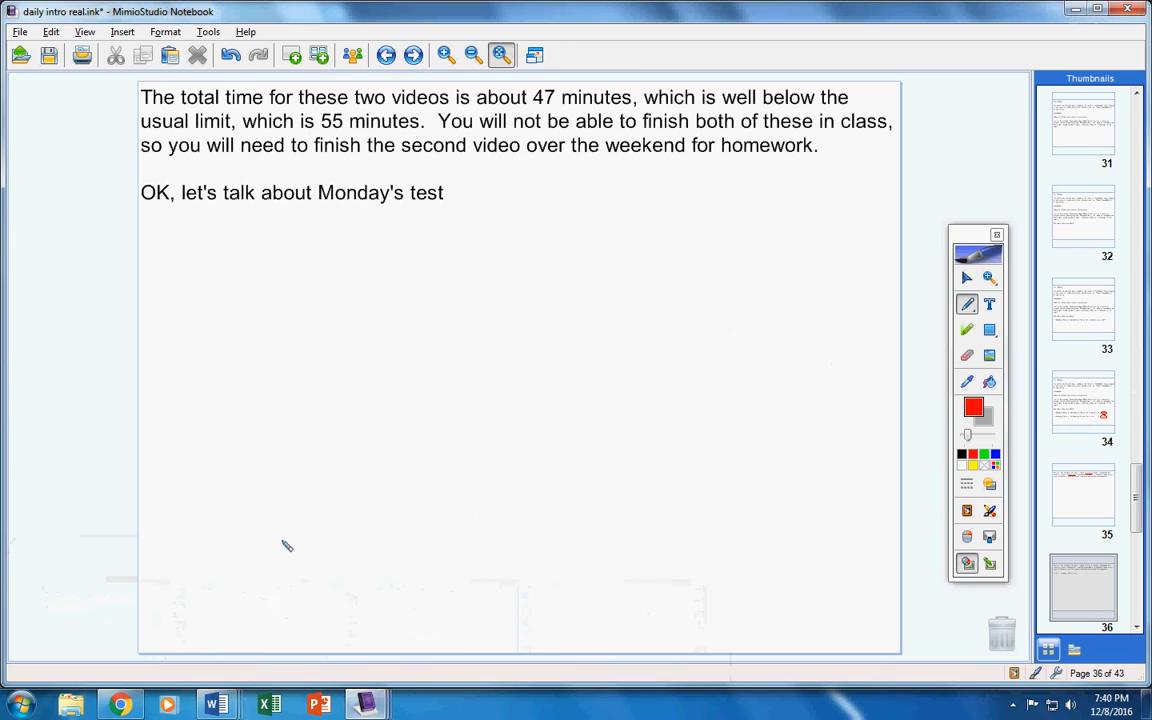 daily intro real.ink* - MimioStudio Notebook
File Edit View Insert Format Tools Help
The total time for these two videos is about 47 minutes, which is well below the
usual limit, which is 55 minutes.  You will not be able to finish both of these in class,
so you will need to finish the second video over the weekend for homework.
OK, let's talk about Monday's test
Thumbnails
31
32
33
34
35
36
Page 36 of 43
7:40 PM
12/8/2016